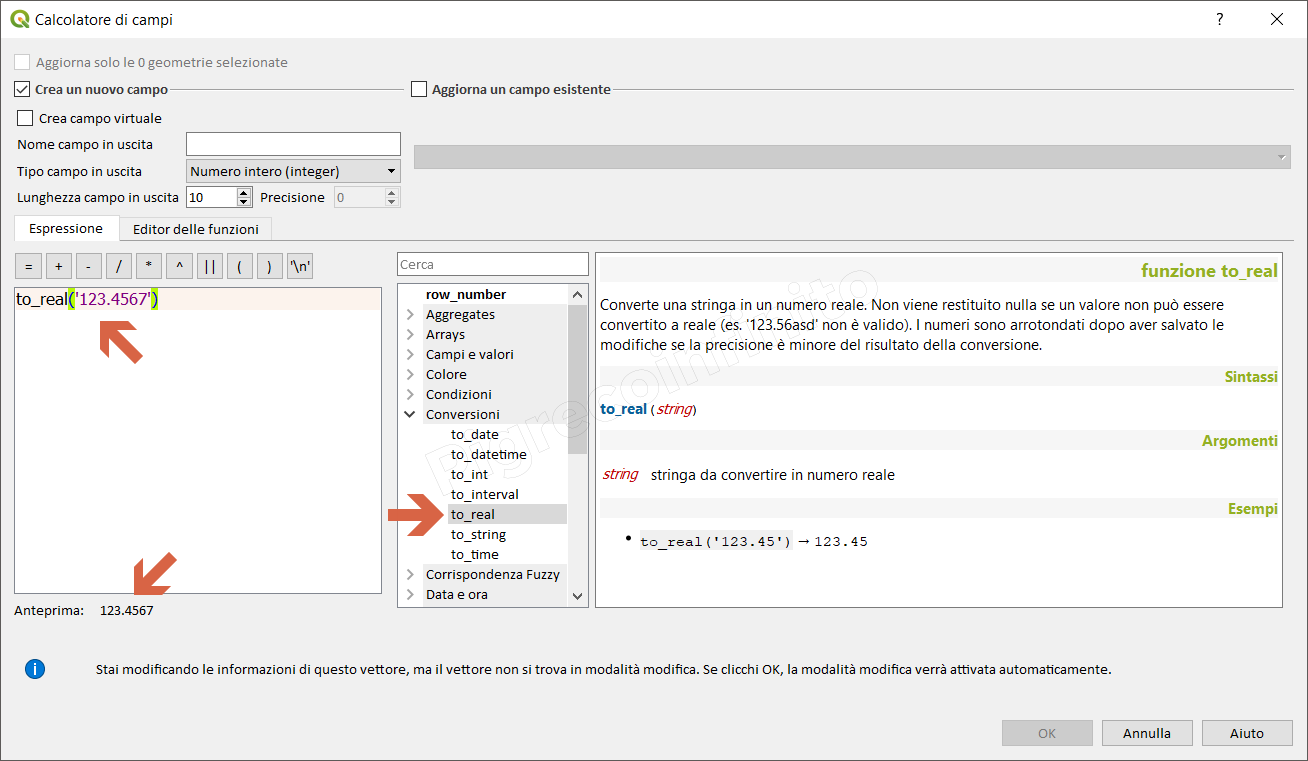 Calcolatore di campi
?
Aggiorna solo le 0 geometrie selezionate
Crea un nuovo campo
Aggiorna un campo esistente
Crea campo virtuale
Nome campo in uscita
Tipo campo in uscita
Numero intero (integer)
Lunghezza campo in uscita
10
Precisione
0
Espressione
Editor delle funzioni
=
+
-
/
*
^
||
(
)
'\n'
to_real('123.4567')
Anteprima: 123.4567
Cerca
row_number
Aggregates
Arrays
Campi e valori
Colore
Condizioni
Conversioni
to_date
to_datetime
to_int
to_interval
to_real
to_string
to_time
Corrispondenza Fuzzy
Data e ora
funzione to_real
Converte una stringa in un numero reale. Non viene restituito nulla se un valore non può essere
convertito a reale (es. '123.56asd' non è valido). I numeri sono arrotondati dopo aver salvato le
modifiche se la precisione è minore del risultato della conversione.
Sintassi
to_real (string)
Argomenti
string stringa da convertire in numero reale
Esempi
• to_real('123.45') → 123.45
Pigrecoinfinito
Stai modificando le informazioni di questo vettore, ma il vettore non si trova in modalità modifica. Se clicchi OK, la modalità modifica verrà attivata automaticamente.
OK
Annulla
Aiuto